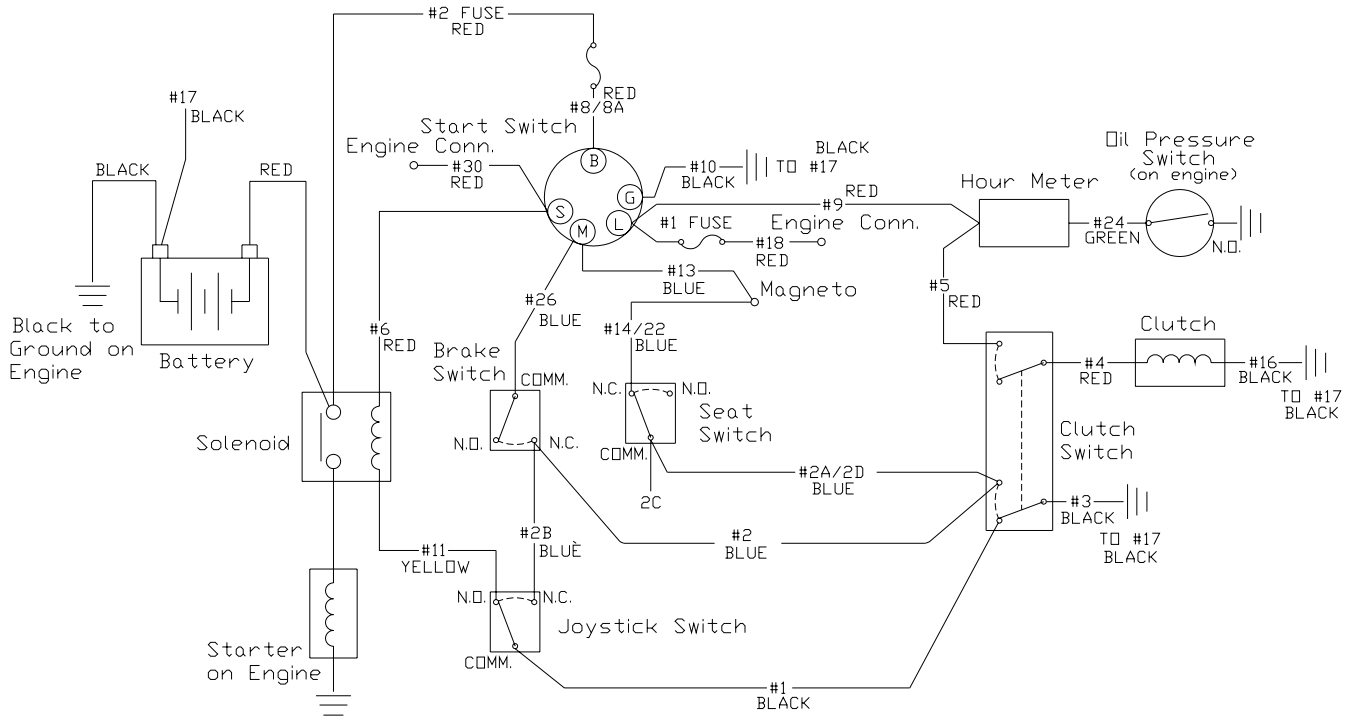 #2 FUSE
RED
#17
BLACK
BLACK
RED
Black to
Ground on
Engine
Battery
RED
#8/8A
Start Switch
Engine Conn.
#30
RED
B
G
S
L
M
#10
BLACK
BLACK
TO #17
#9
RED
#1 FUSE
Engine Conn.
#18
RED
#13
BLUE
Magneto
Hour Meter
Oil Pressure
Switch
(on engine)
#24
GREEN
N.O.
#5
RED
#6
RED
#26
BLUE
#14/22
BLUE
Brake
Switch
COMM.
N.O.
N.C.
N.C.
N.O.
Seat
Switch
COMM.
2C
Clutch
#4
RED
#16
BLACK
TO #17
BLACK
Clutch
Switch
#3
BLACK
TO #17
BLACK
Solenoid
#2A/2D
BLUE
#2
BLUE
#2B
BLUÈ
#11
YELLOW
N.O.
N.C.
Joystick Switch
COMM.
#1
BLACK
Starter
on Engine